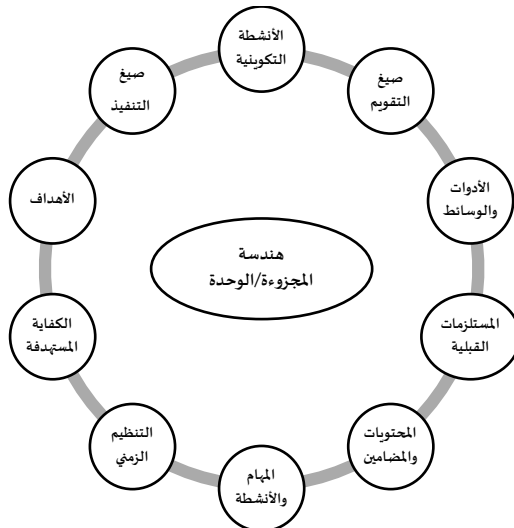 الأنشطة
التكوينية
صيغ
التقويم
الأدوات
والوسائط
المستلزمات
القبلية
المحتويات
والمضامين
المهام
والأنشطة
التنظيم
الزمني
الكفاية
المستهدفة
الأهداف
صيغ
التنفيذ
هندسة
المجزوءة/الوحدة